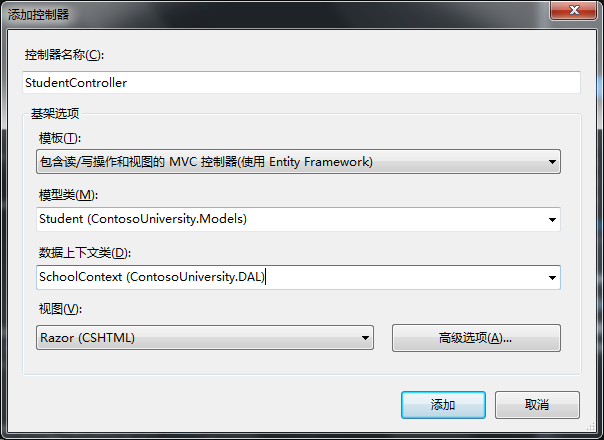 添加控制器
控制器名称(C):
StudentController
基架选项
模板(T):
包含读/写操作和视图的 MVC 控制器(使用 Entity Framework)
模型类(M):
Student (ContosoUniversity.Models)
数据上下文类(D):
SchoolContext (ContosoUniversity.DAL)
视图(V):
Razor (CSHTML)
高级选项(A)...
添加
取消